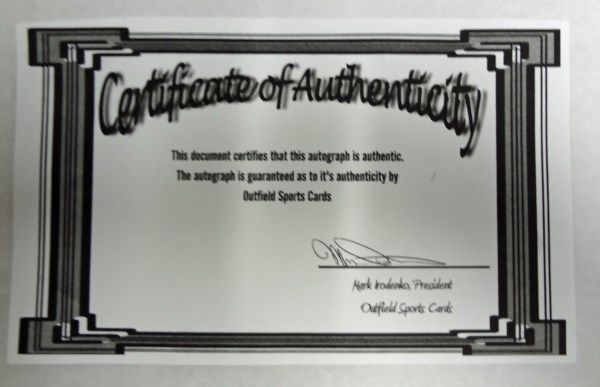 Certificate of Authenticity
This document certifies that this autograph is authentic.
The autograph is guaranteed as to it's authenticity by
Outfield Sports Cards
Mark Irodenko, President
Outfield Sports Cards